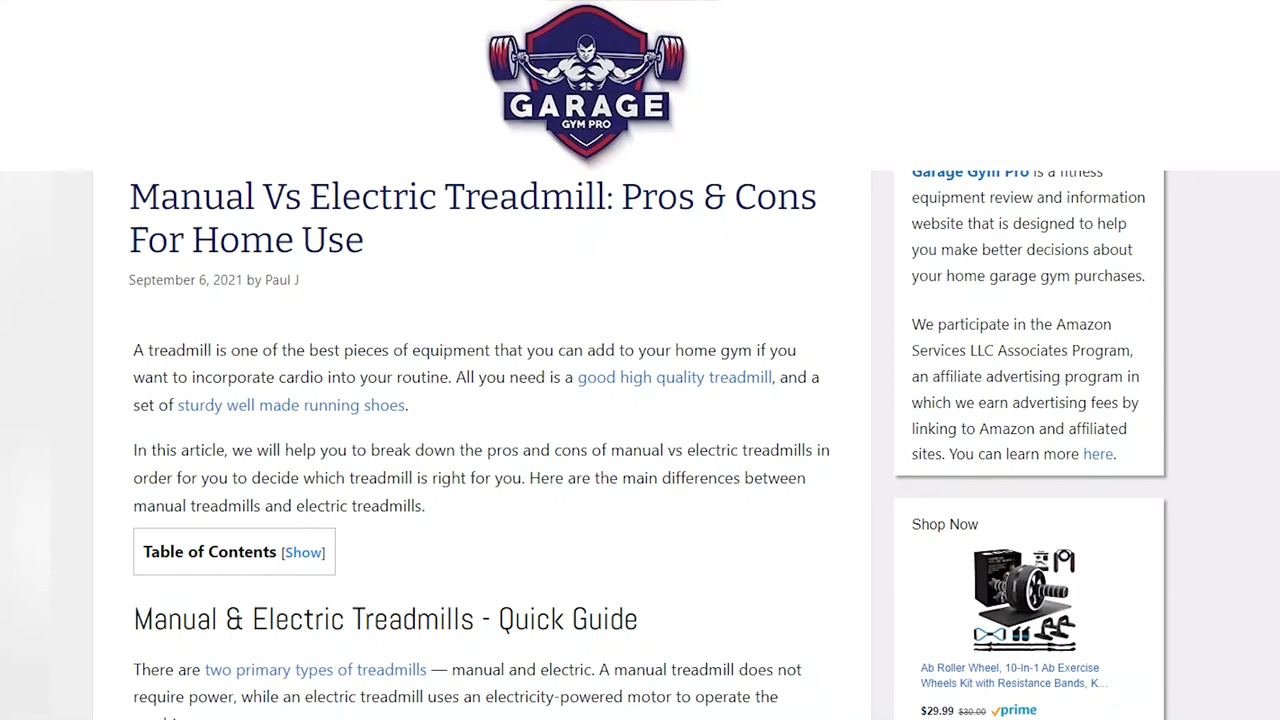 GARAGE
GYM PRO
Manual Vs Electric Treadmill: Pros & Cons
For Home Use
September 6, 2021 by Paul J
A treadmill is one of the best pieces of equipment that you can add to your home gym if you
want to incorporate cardio into your routine. All you need is a good high quality treadmill, and a
set of sturdy well made running shoes.
In this article, we will help you to break down the pros and cons of manual vs electric treadmills in
order for you to decide which treadmill is right for you. Here are the main differences between
manual treadmills and electric treadmills.
Table of Contents [Show]
Manual & Electric Treadmills - Quick Guide
There are two primary types of treadmills — manual and electric. A manual treadmill does not
require power, while an electric treadmill uses an electricity-powered motor to operate the
Garage Gym Pro is a fitness
equipment review and information
website that is designed to help
you make better decisions about
your home garage gym purchases.
We participate in the Amazon
Services LLC Associates Program,
an affiliate advertising program in
which we earn advertising fees by
linking to Amazon and affiliated
sites. You can learn more here.
Shop Now
Ab Roller Wheel, 10-In-1 Ab Exercise
Wheels Kit with Resistance Bands, K...
$29.99 $30.00 prime